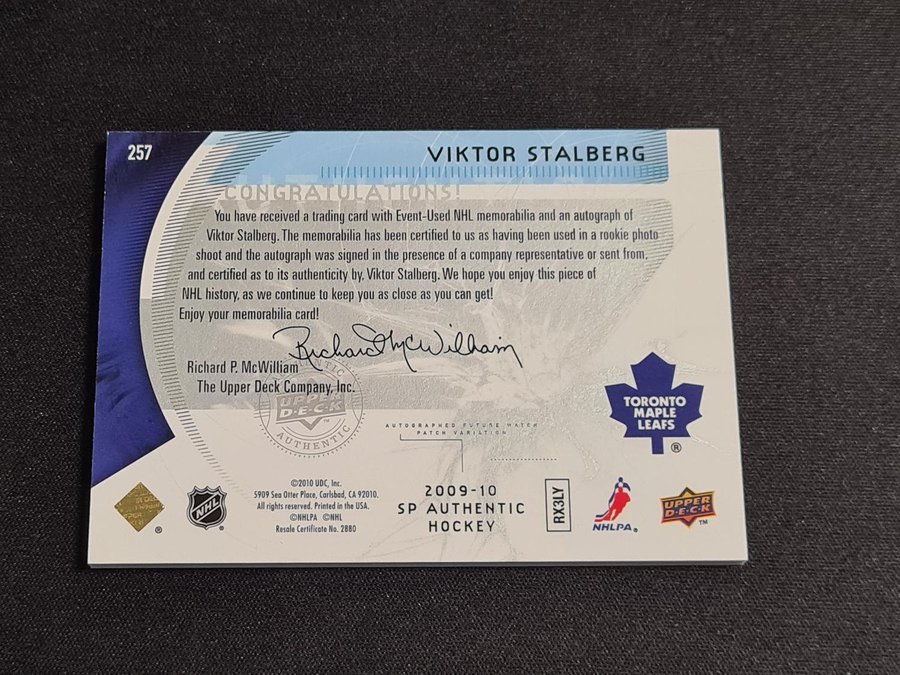 257
VIKTOR STALBERG
CONGRATULATIONS!
You have received a trading card with Event-Used NHL memorabilia and an autograph of
Viktor Stalberg. The memorabilia has been certified to us as having been used in a rookie photo
shoot and the autograph was signed in the presence of a company representative or sent from,
and certified as to its authenticity by, Viktor Stalberg. We hope you enjoy this piece of
NHL history, as we continue to keep you as close as you can get!
Enjoy your memorabilia card!
Richard McWilliam
Richard P. McWilliam
The Upper Deck Company, Inc.
AUTHENTIC
UPPER
D·E·C·K
AUTHENTIC
AUTOGRAPHED FUTURE WATCH
PATCH VARIATION
TORONTO
MAPLE
LEAFS
®
©2010 UDC, Inc.
5909 Sea Otter Place, Carlsbad, CA 92010.
All rights reserved. Printed in the USA.
©NHLPA ©NHL
Resale Certificate No. 2880
®
NHL
2009-10
SP AUTHENTIC
HOCKEY
RX3LY
NHLPA®
UPPER
D·E·C·K
™